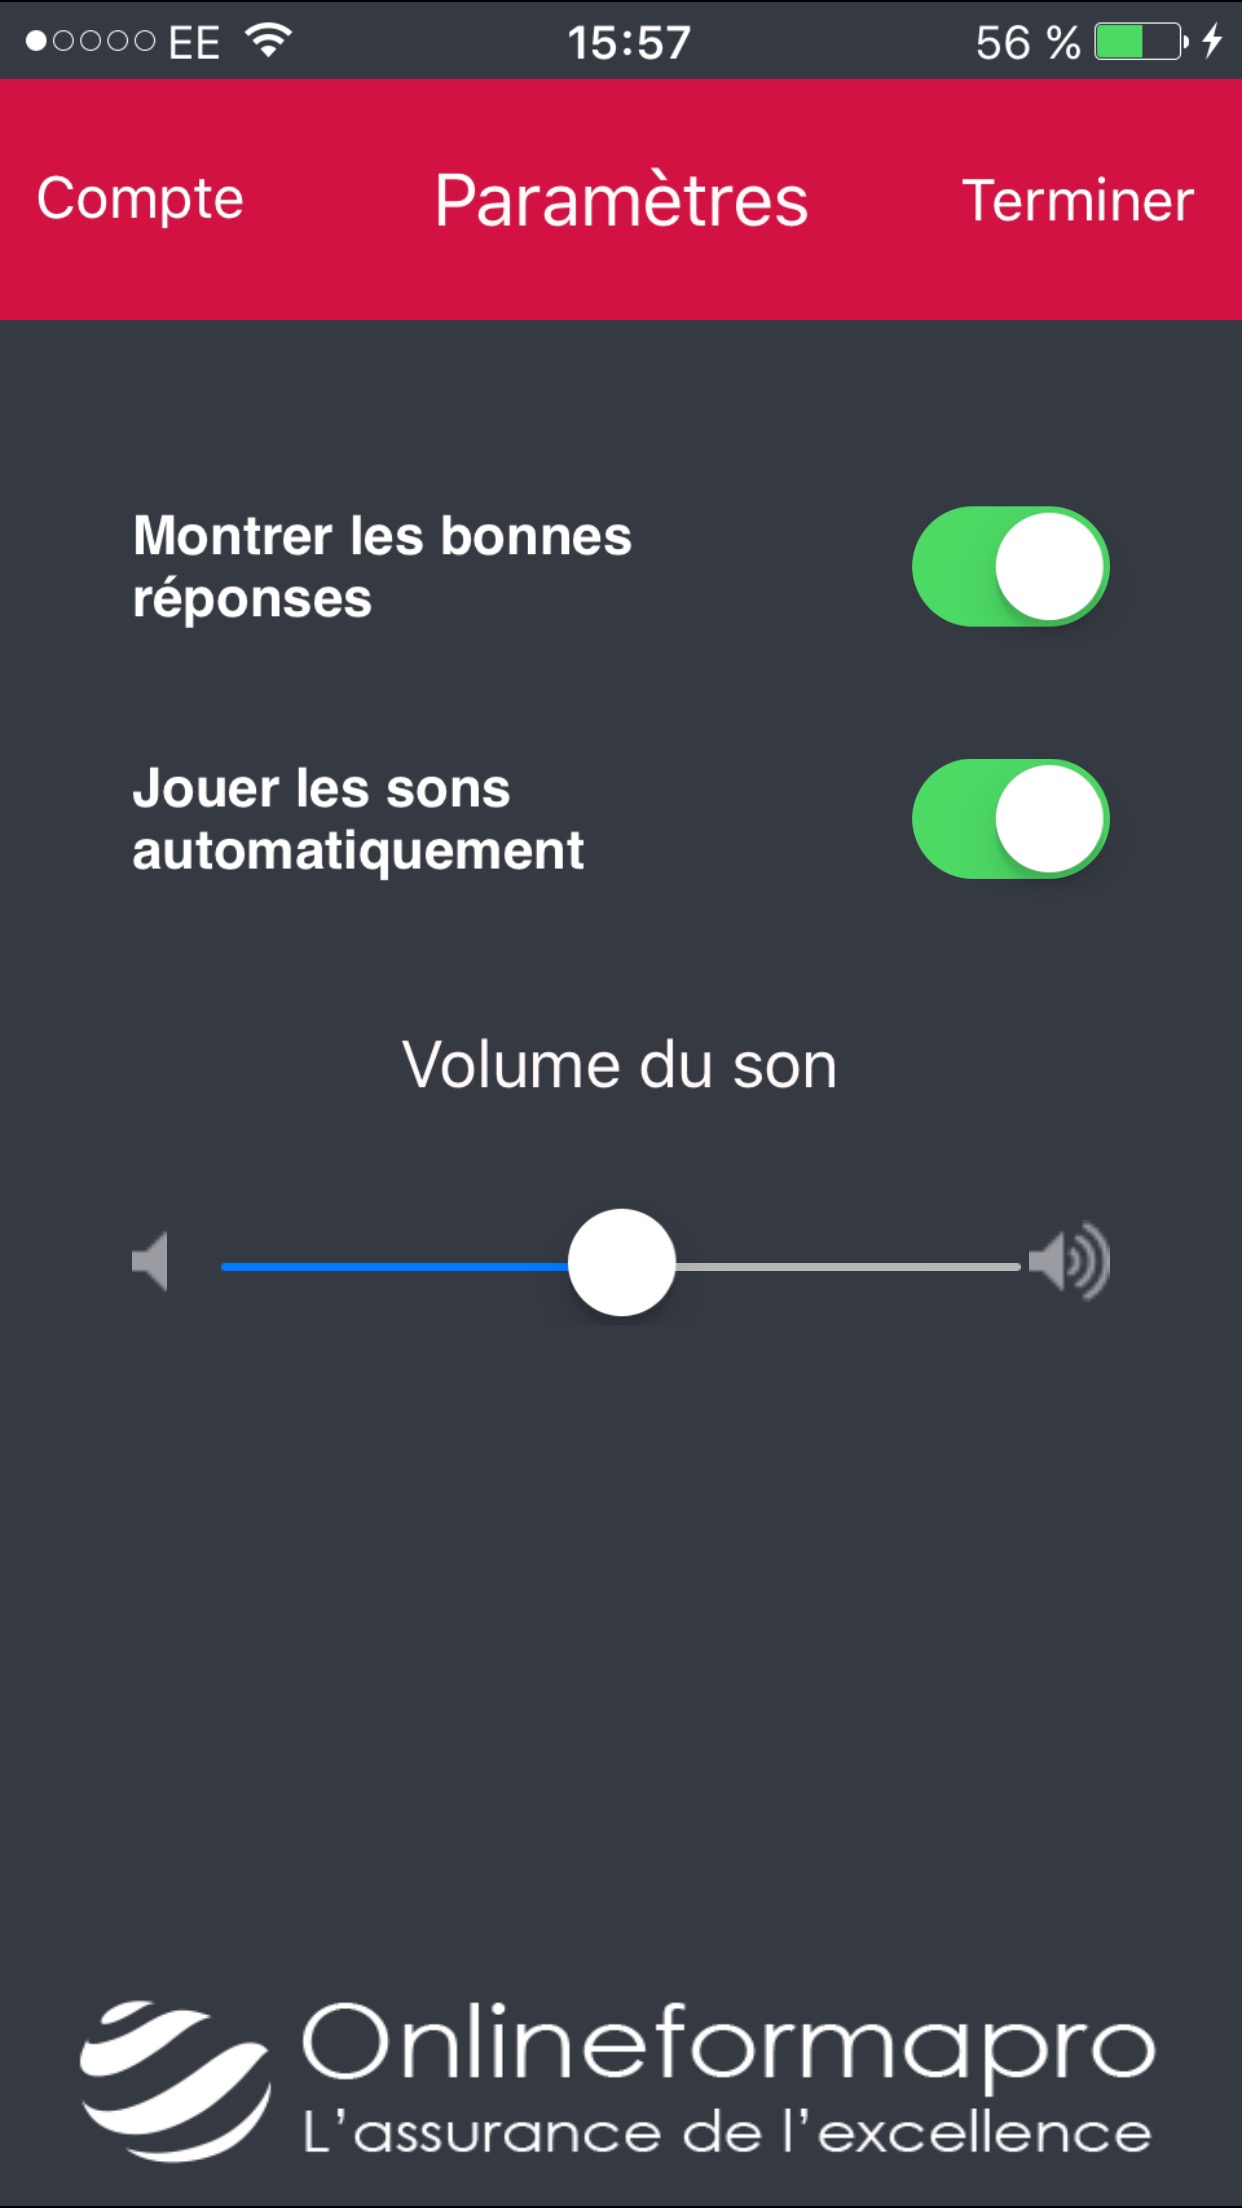 EE 15:57 56 %
Compte Paramètres Terminer
Montrer les bonnes
réponses
Jouer les sons
automatiquement
Volume du son
Onlineformapro
L'assurance de l'excellence